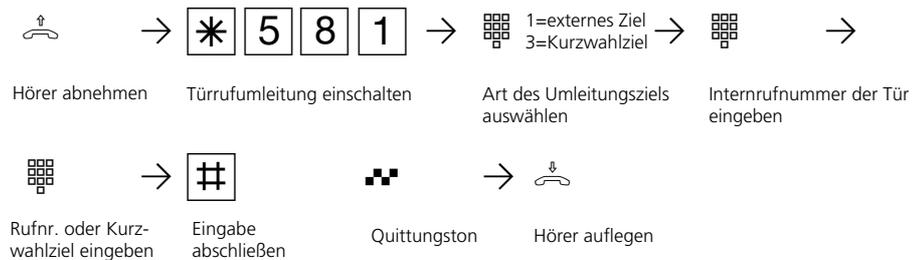 * 5 8 1
1=externes Ziel
3=Kurzwahlziel
Hörer abnehmen
Türrufumleitung einschalten
Art des Umleitungsziels
auswählen
Internrufnummer der Tür
eingeben
#
Rufnr. oder Kurz-
wahlziel eingeben
Eingabe
abschließen
Quittungston
Hörer auflegen